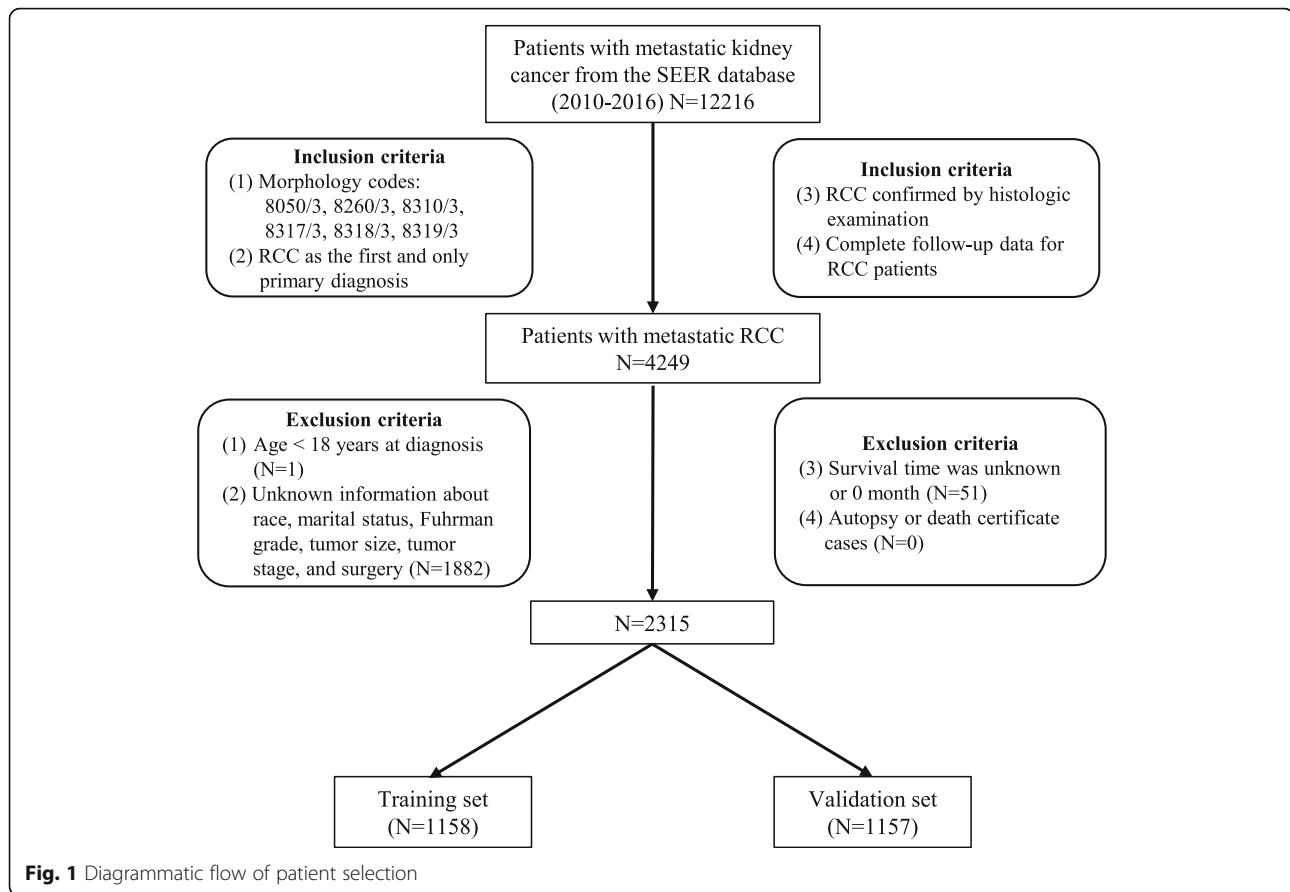 Patients with metastatic kidney
cancer from the SEER database
(2010-2016) N=12216
Inclusion criteria
(1) Morphology codes:
8050/3, 8260/3, 8310/3,
8317/3, 8318/3, 8319/3
(2) RCC as the first and only
primary diagnosis
Inclusion criteria
(3) RCC confirmed by histologic
examination
(4) Complete follow-up data for
RCC patients
Patients with metastatic RCC
N=4249
Exclusion criteria
(1) Age < 18 years at diagnosis
(N=1)
(2) Unknown information about
race, marital status, Fuhrman
grade, tumor size, tumor
stage, and surgery (N=1882)
Exclusion criteria
(3) Survival time was unknown
or 0 month (N=51)
(4) Autopsy or death certificate
cases (N=0)
N=2315
Training set
(N=1158)
Validation set
(N=1157)
Fig. 1 Diagrammatic flow of patient selection